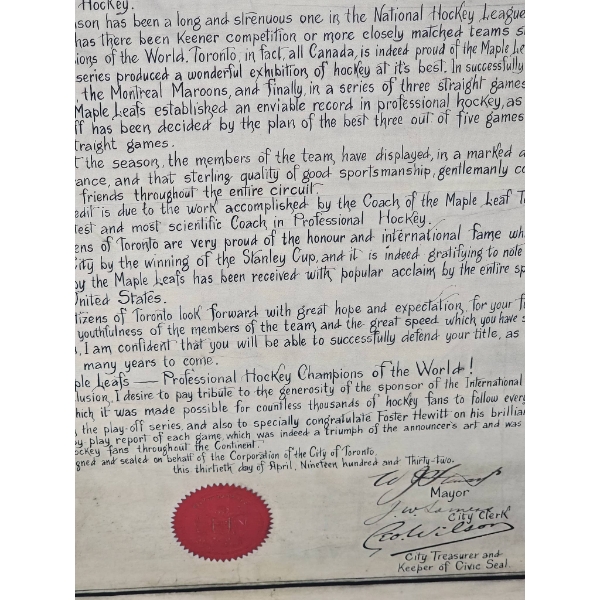 Hockey.
son has been a long and strenuous one in the National Hockey League
has there been Keener competition or more closely matched teams s
ions of the World. Toronto, in fact, all Canada, is indeed proud of the Maple Le
series produced a wonderful exhibition of hockey at it's best. In successfully
the Montreal Maroons, and finally, in a series of three straight games
Maple Leafs established an enviable record in professional hockey, as
ff has been decided by the plan of the best three out of five games
traight games.
t the season, the members of the team, have displayed, in a marked d
ance, and that sterling quality of good sportsmanship, gentlemanly co
friends throughout the entire circuit.
edit is due to the work accomplished by the Coach of the Maple Leaf T
test and most scientific Coach in Professional Hockey.
ens of Toronto are very proud of the honour and international fame wh
City by the winning of the Stanley Cup, and it is indeed gratifying to note
by the Maple Leafs has been received with popular acclaim by the entire sp
United States.
tizens of Toronto look forward with great hope and expectation, for your f
youthfulness of the members of the team, and the great speed which you have s
, I am confident that you will be able to successfully defend your title, as
many years to come.
ple Leafs — Professional Hockey Champions of the World!
lusion, I desire to pay tribute to the generosity of the sponsor of the International
hich it was made possible for countless thousands of hockey fans to follow every
the play-off series, and also to specially congratulate Foster Hewitt on his brillian
by play report of each game, which was indeed a triumph of the announcer's art and was
ockey fans throughout the Continent.
gned and sealed on behalf of the Corporation of the City of Toronto,
this thirtieth day of April, Nineteen hundred and Thirty-two.
Mayor
City Clerk
Geo Wilson
City Treasurer and
Keeper of Civic Seal.